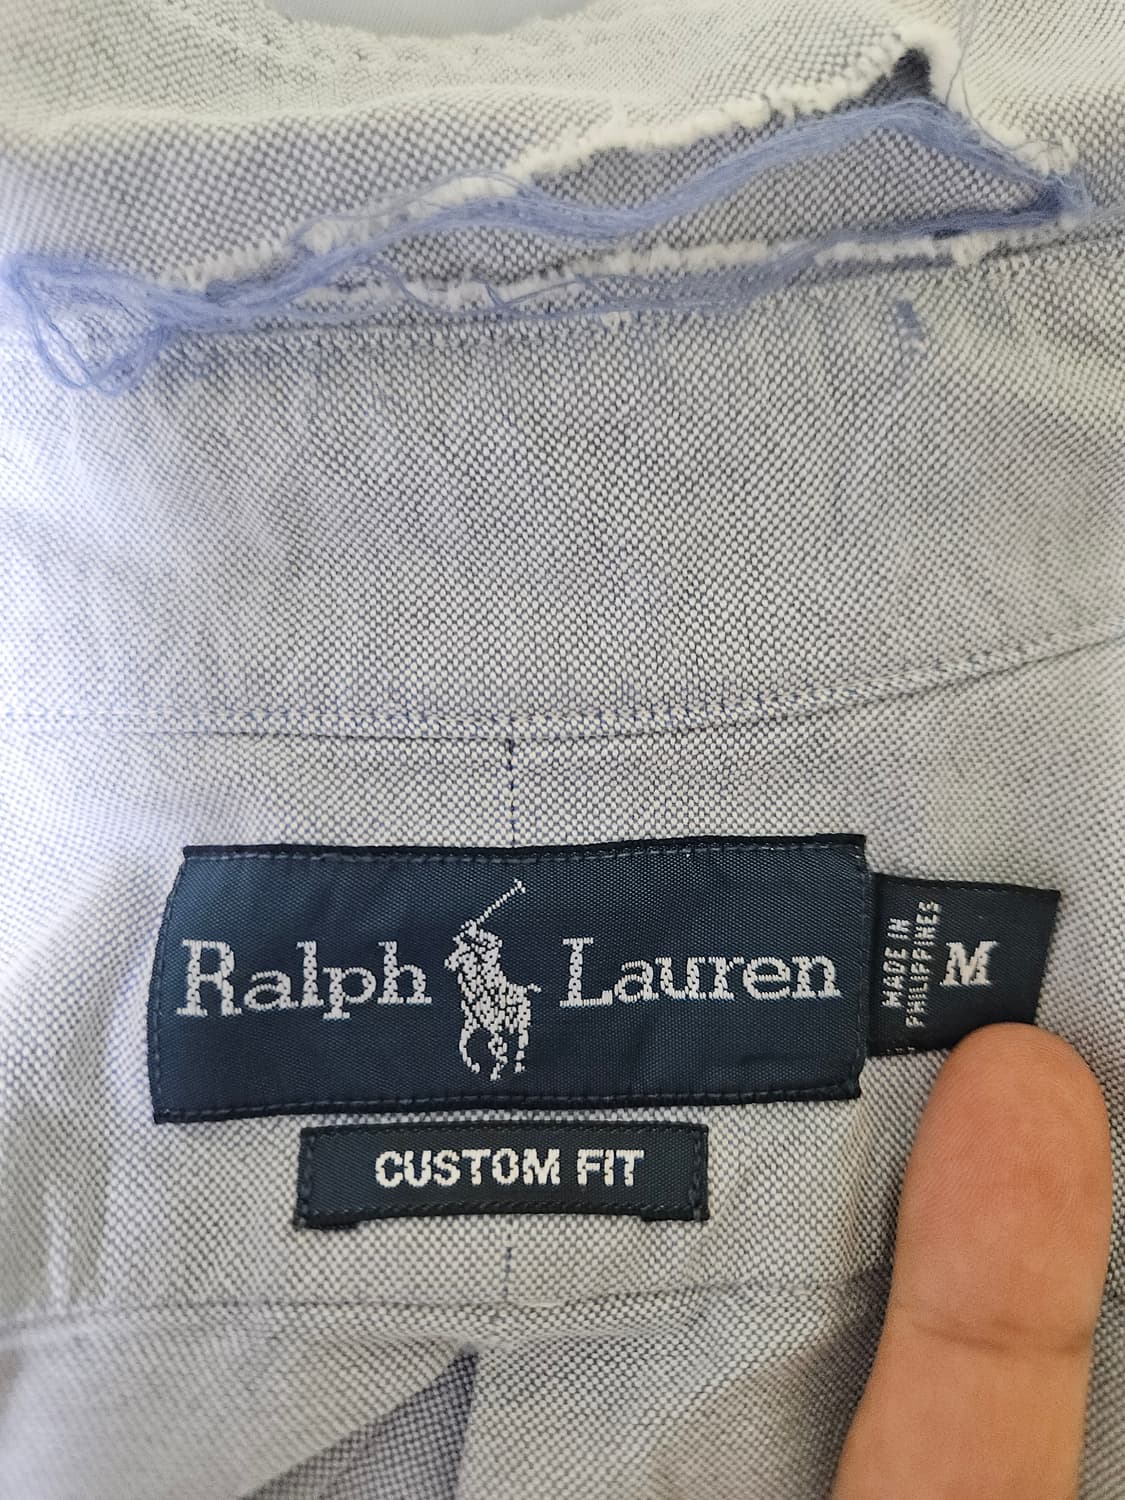 Ralph Lauren
MADE IN
PHILIPPINES
M
CUSTOM FIT